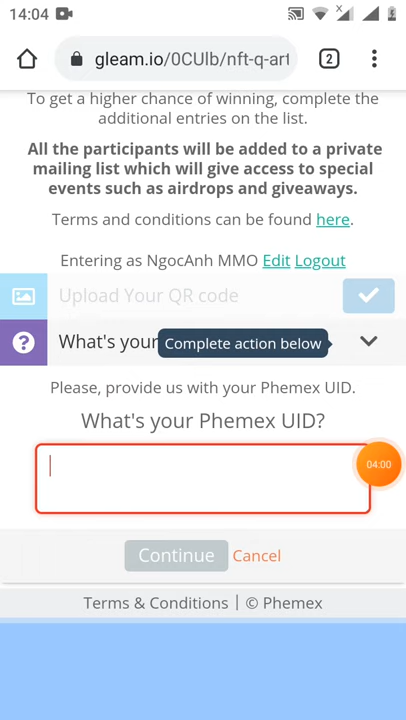 14:04
gleam.io/0CUlb/nft-q-art
2
To get a higher chance of winning, complete the
additional entries on the list.
All the participants will be added to a private
mailing list which will give access to special
events such as airdrops and giveaways.
Terms and conditions can be found here.
Entering as NgocAnh MMO Edit Logout
Upload Your QR code
What's your
Complete action below
Please, provide us with your Phemex UID.
What's your Phemex UID?
04:00
Continue Cancel
Terms & Conditions | © Phemex